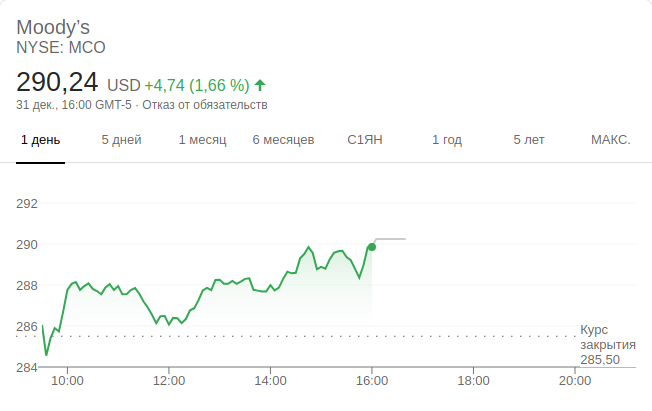 Moody’s
NYSE: MCO
290,24 USD +4,74 (1,66 %)
31 дек., 16:00 GMT-5 · Отказ от обязательств
1 день 5 дней 1 месяц 6 месяцев С1ЯН 1 год 5 лет МАКС.
292
290
288
286
284
Курс
закрытия
285,50
10:00 12:00 14:00 16:00 18:00 20:00